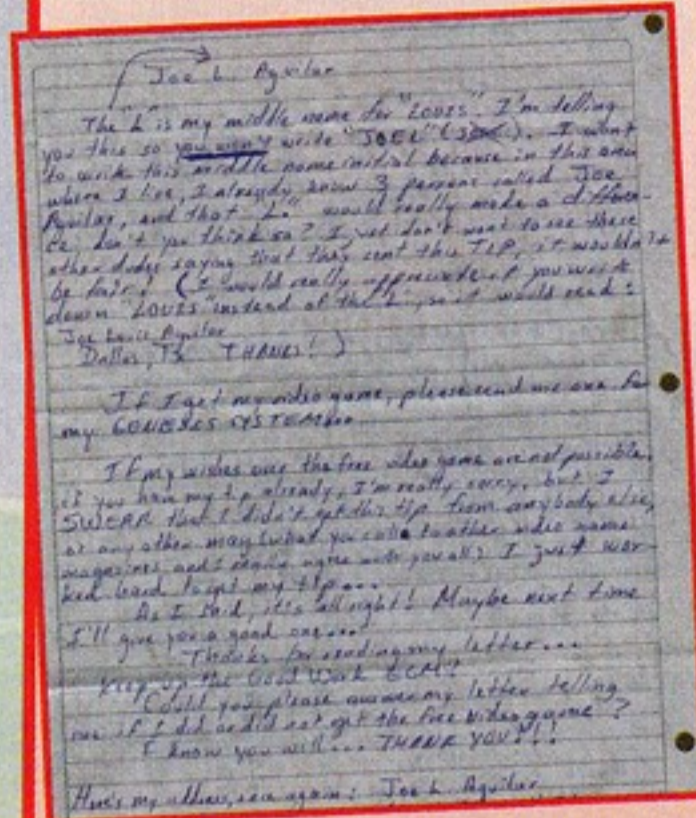 Joe L. Aguilar
The "L" is my middle name for "LOUIS". I'm telling
you this so you won't write "JOEL" ( ). I want
to write this middle name initial because in this area
where I live, I already know 3 persons called Joe
Aguilar, and that "L." would really made a differen-
ce, don't you think so? I just don't want to see these
other dudes saying that they sent this TIP, it wouldn't
be fair! (I would really appreciate if you write
down "LOUIS" instead of the L., so it would read:
Joe Louis Aguilar
Dallas, Tx. THANKS!)
If I get my video game, please send me one for
my GENESIS SYSTEM...
If my wishes over the free video game are not possible,
if you have my tip already, I'm really sorry, but I
SWEAR that I didn't get this tip from anybody else,
or any other mags (what you call to other video game
magazines and I really agree with you all) I just wor-
ked hard to get my tip...
As I said, it's all right! Maybe next time
I'll give you a good one...
Thanks for reading my letter...
Keep up the Good Work EGM!
Could you please answer my letter telling
me if I did or did not get the free video game?
I know you will... THANK YOU!!!
Here's my address, once again: Joe L. Aguilar